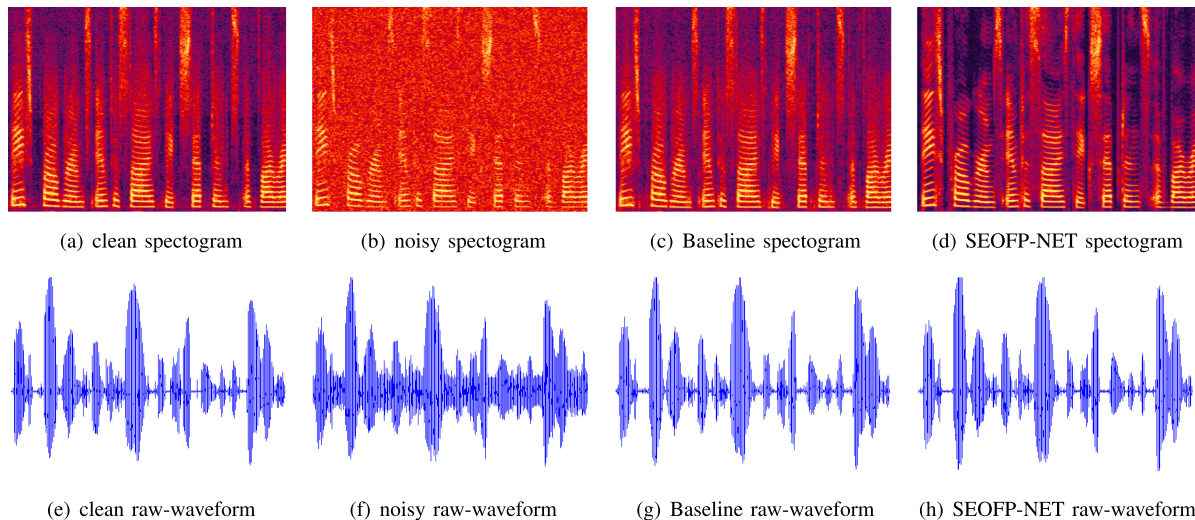 (a) clean spectogram
(b) noisy spectogram
(c) Baseline spectogram
(d) SEOFP-NET spectogram
(e) clean raw-waveform
(f) noisy raw-waveform
(g) Baseline raw-waveform
(h) SEOFP-NET raw-waveform